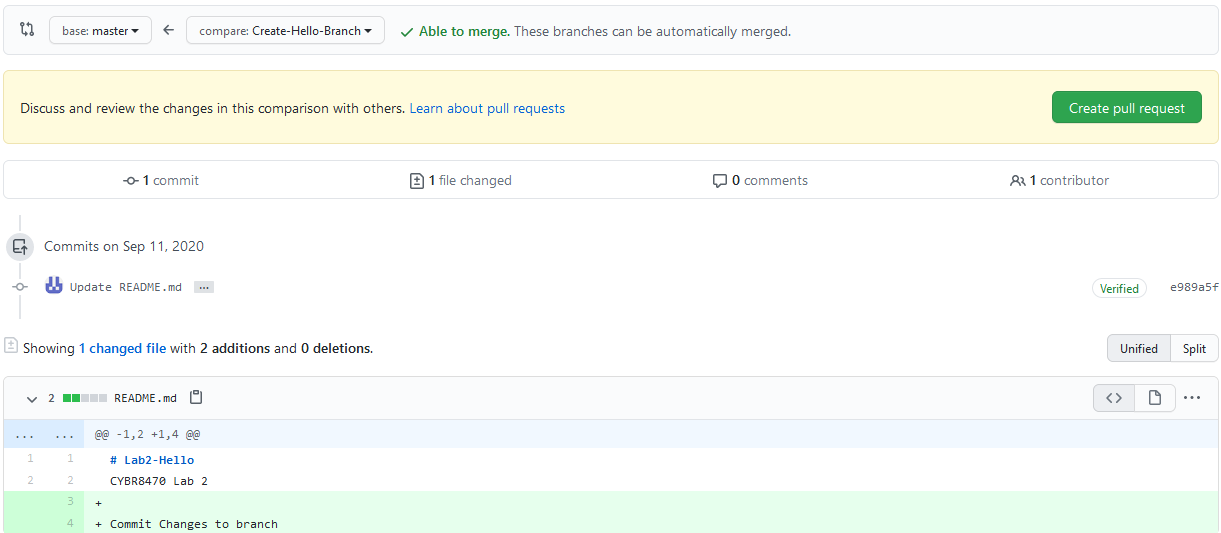 base: master compare: Create-Hello-Branch Able to merge. These branches can be automatically merged.
Discuss and review the changes in this comparison with others. Learn about pull requests Create pull request
1 commit 1 file changed 0 comments 1 contributor
Commits on Sep 11, 2020
Update README.md ... Verified e989a5f
Showing 1 changed file with 2 additions and 0 deletions. Unified Split
2 README.md <> ...
... ... @@ -1,2 +1,4 @@
1 1 # Lab2-Hello
2 2 CYBR8470 Lab 2
3 +
4 + Commit Changes to branch